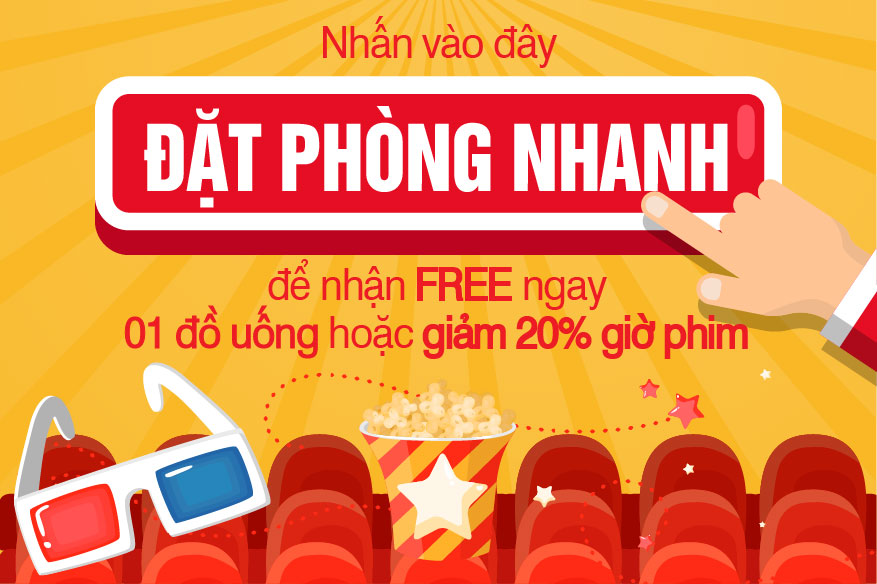 Nhấn vào đây
ĐẶT PHÒNG NHANH
để nhận FREE ngay
01 đồ uống hoặc giảm 20% giờ phim